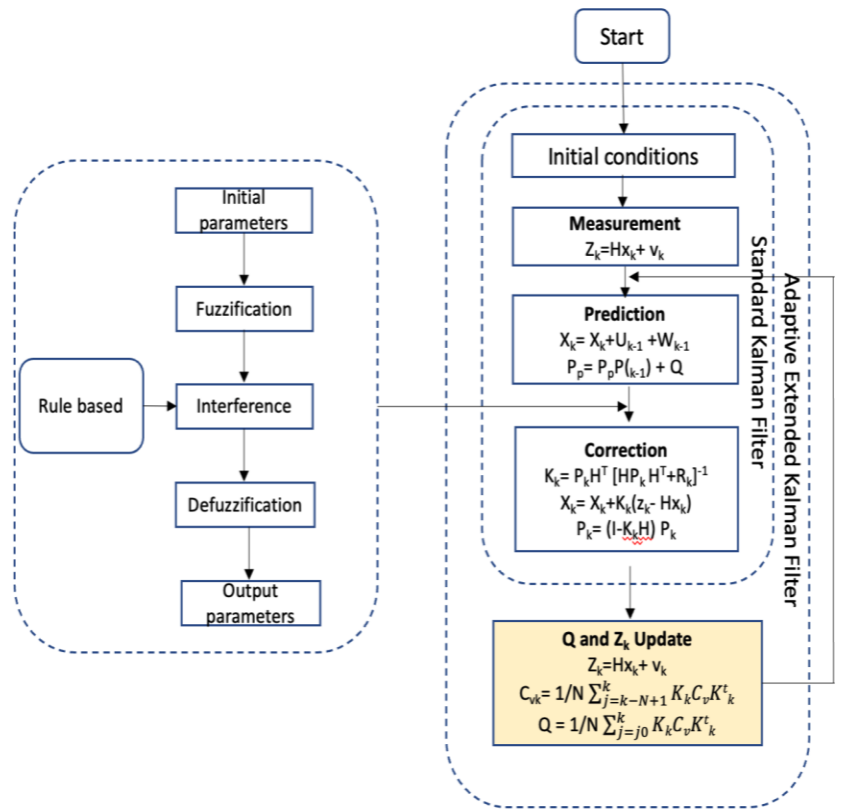 Start
Initial conditions
Measurement
Zₖ=Hxₖ+ vₖ
Prediction
Xₖ= Xₖ+Uₖ₋₁ +Wₖ₋₁
Pₚ= PₚP(ₖ₋₁) + Q
Correction
Kₖ= PₖHᵀ [HPₖ Hᵀ+Rₖ]⁻¹
Xₖ= Xₖ+Kₖ(zₖ- Hxₖ)
Pₖ= (I-KₖH) Pₖ
Standard Kalman Filter
Adaptive Extended Kalman Filter
Q and Zₖ Update
Zₖ=Hxₖ+ vₖ
Cᵥₖ= 1/N ∑ᵏⱼ₌ₖ₋N₊₁ KₖCᵥKᵗₖ
Q = 1/N ∑ᵏⱼ₌ⱼ₀ KₖCᵥKᵗₖ
Initial
parameters
Fuzzification
Rule based
Interference
Defuzzification
Output
parameters